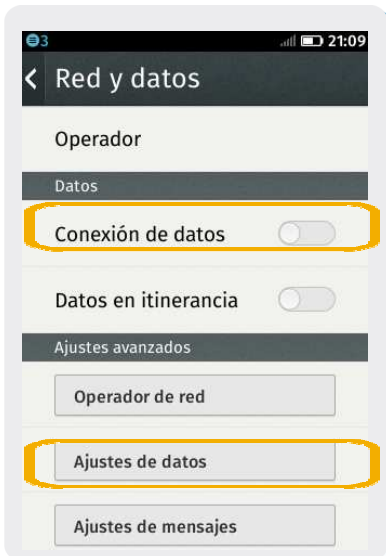 3 21:09
Red y datos
Operador
Datos
Conexión de datos
Datos en itinerancia
Ajustes avanzados
Operador de red
Ajustes de datos
Ajustes de mensajes